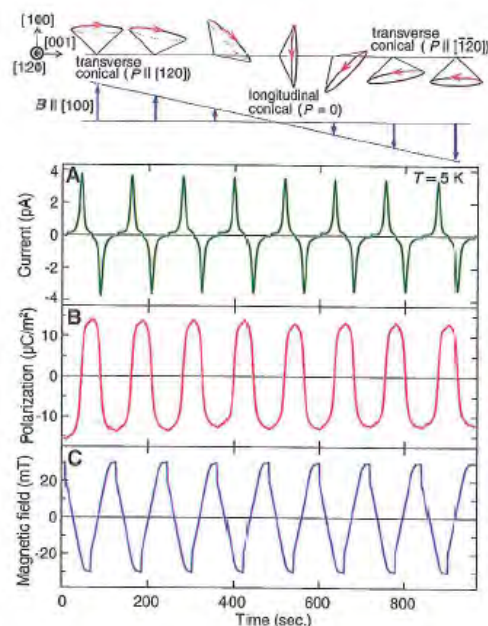 [100]
[001]
[120]
transverse
conical (P || [120])
transverse
conical (P || [1̄2̄0])
longitudinal
conical (P = 0)
B || [100]
A
T = 5 K
Current (pA)
4
2
0
-2
-4
B
Polarization (μC/m²)
10
0
-10
C
Magnetic field (mT)
20
0
-20
0
200
400
600
800
Time (sec.)